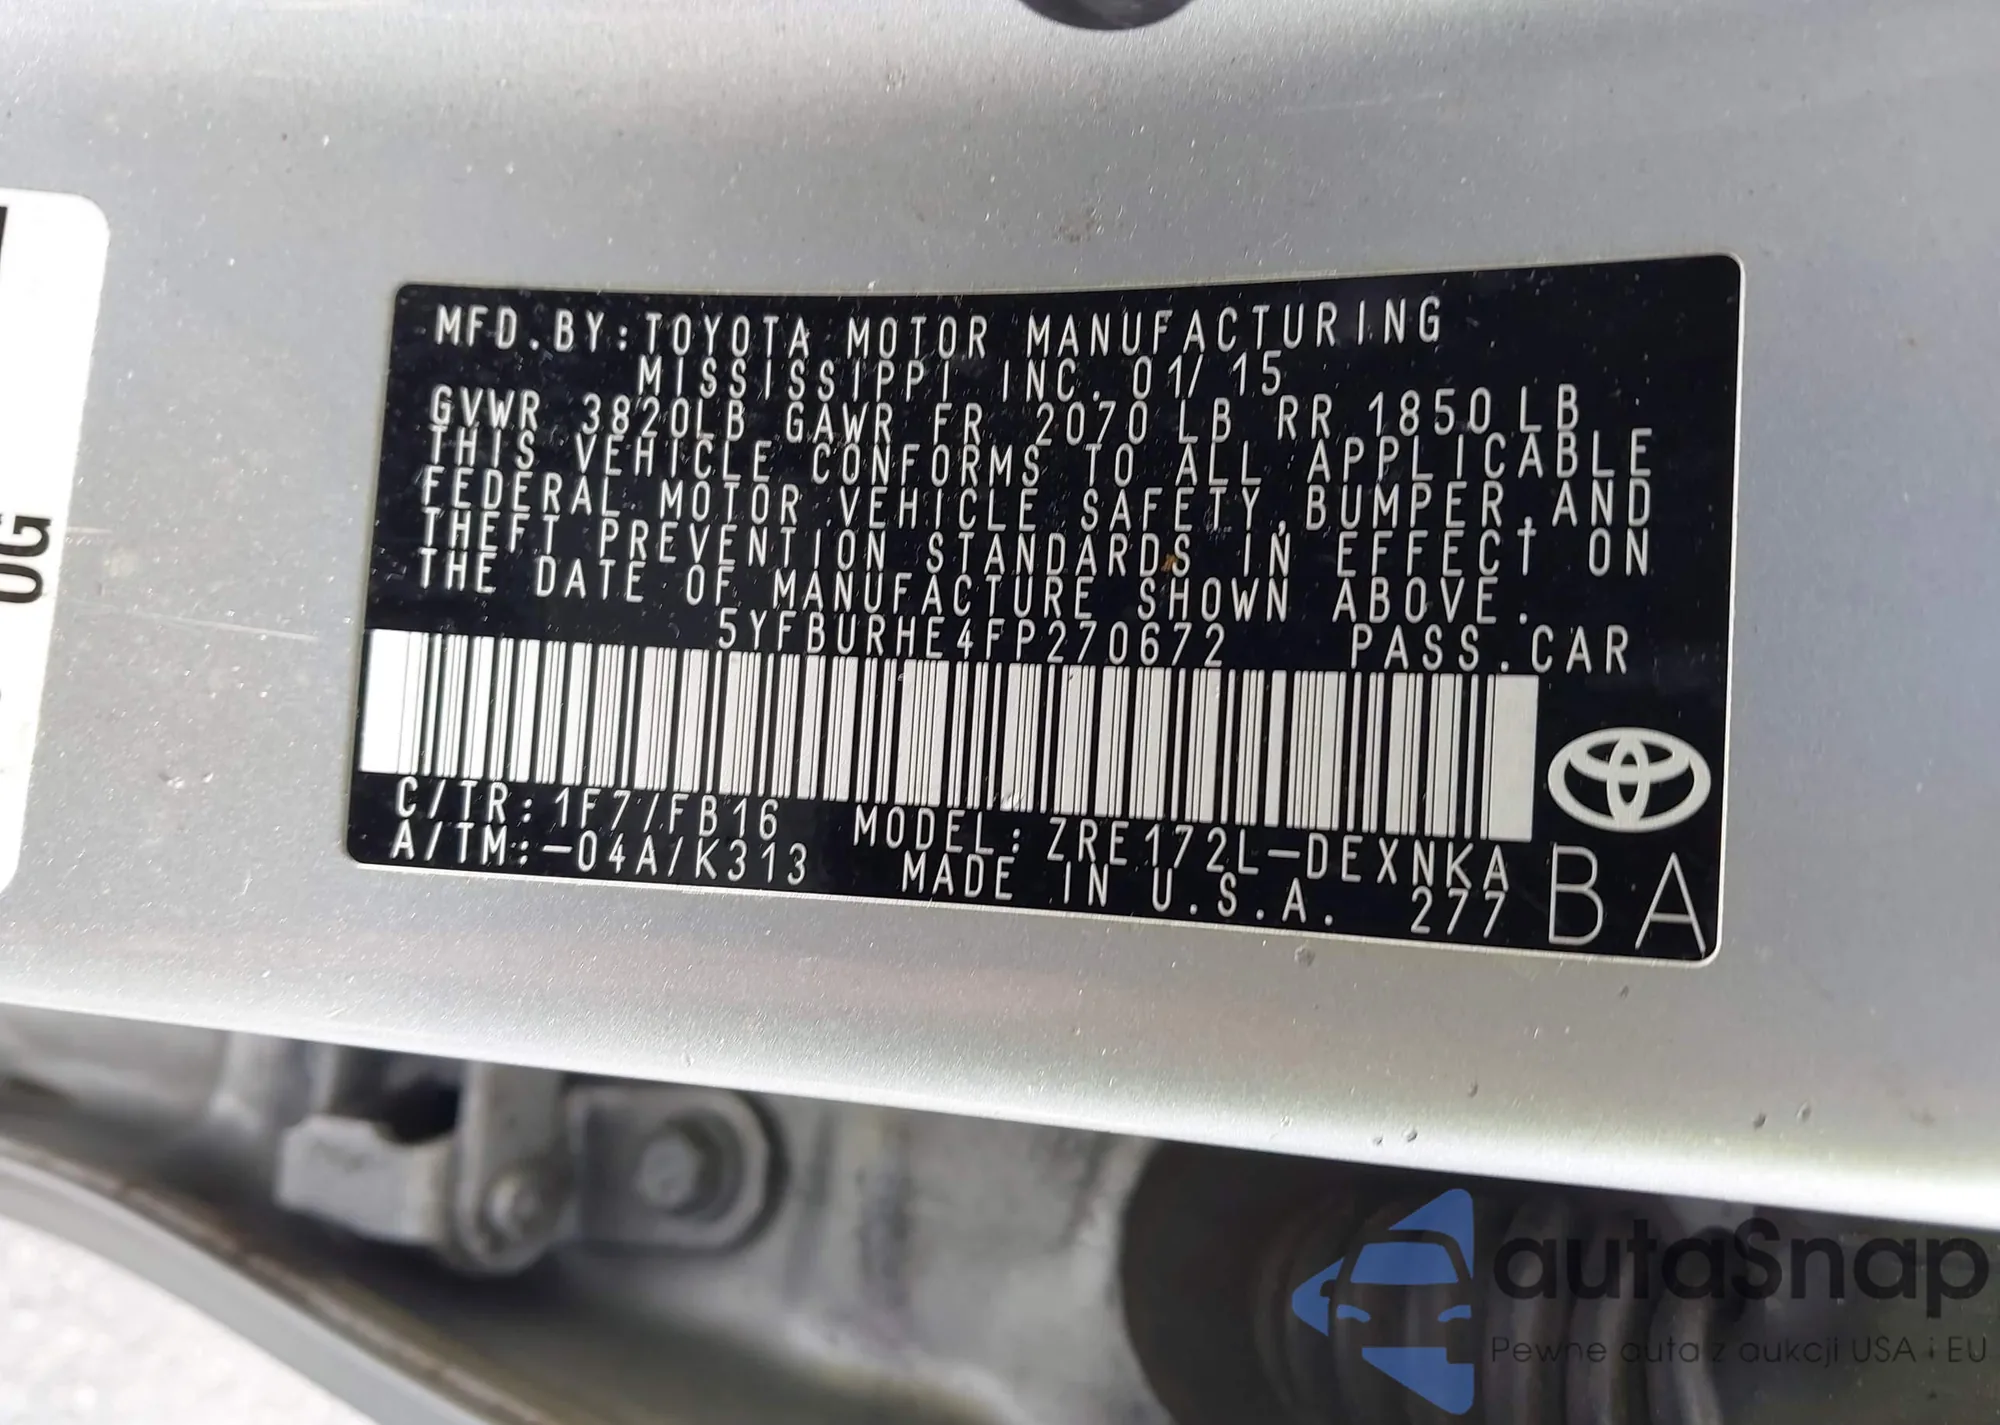 MFD.BY:TOYOTA MOTOR MANUFACTURING
MISSISSIPPI INC. 01/15
GVWR 3820LB GAWR FR 2070 LB RR 1850LB
THIS VEHICLE CONFORMS TO ALL APPLICABLE
FEDERAL MOTOR VEHICLE SAFETY,BUMPER,AND
THEFT PREVENTION STANDARDS IN EFFECT ON
THE DATE OF MANUFACTURE SHOWN ABOVE.
5YFBURHE4FP270672 PASS.CAR
C/TR:1F7/FB16 MODEL:ZRE172L-DEXNKA
A/TM:-04A/K313 MADE IN U.S.A. 277
BA
autaSnap
Pewne auta z aukcji USA i EU